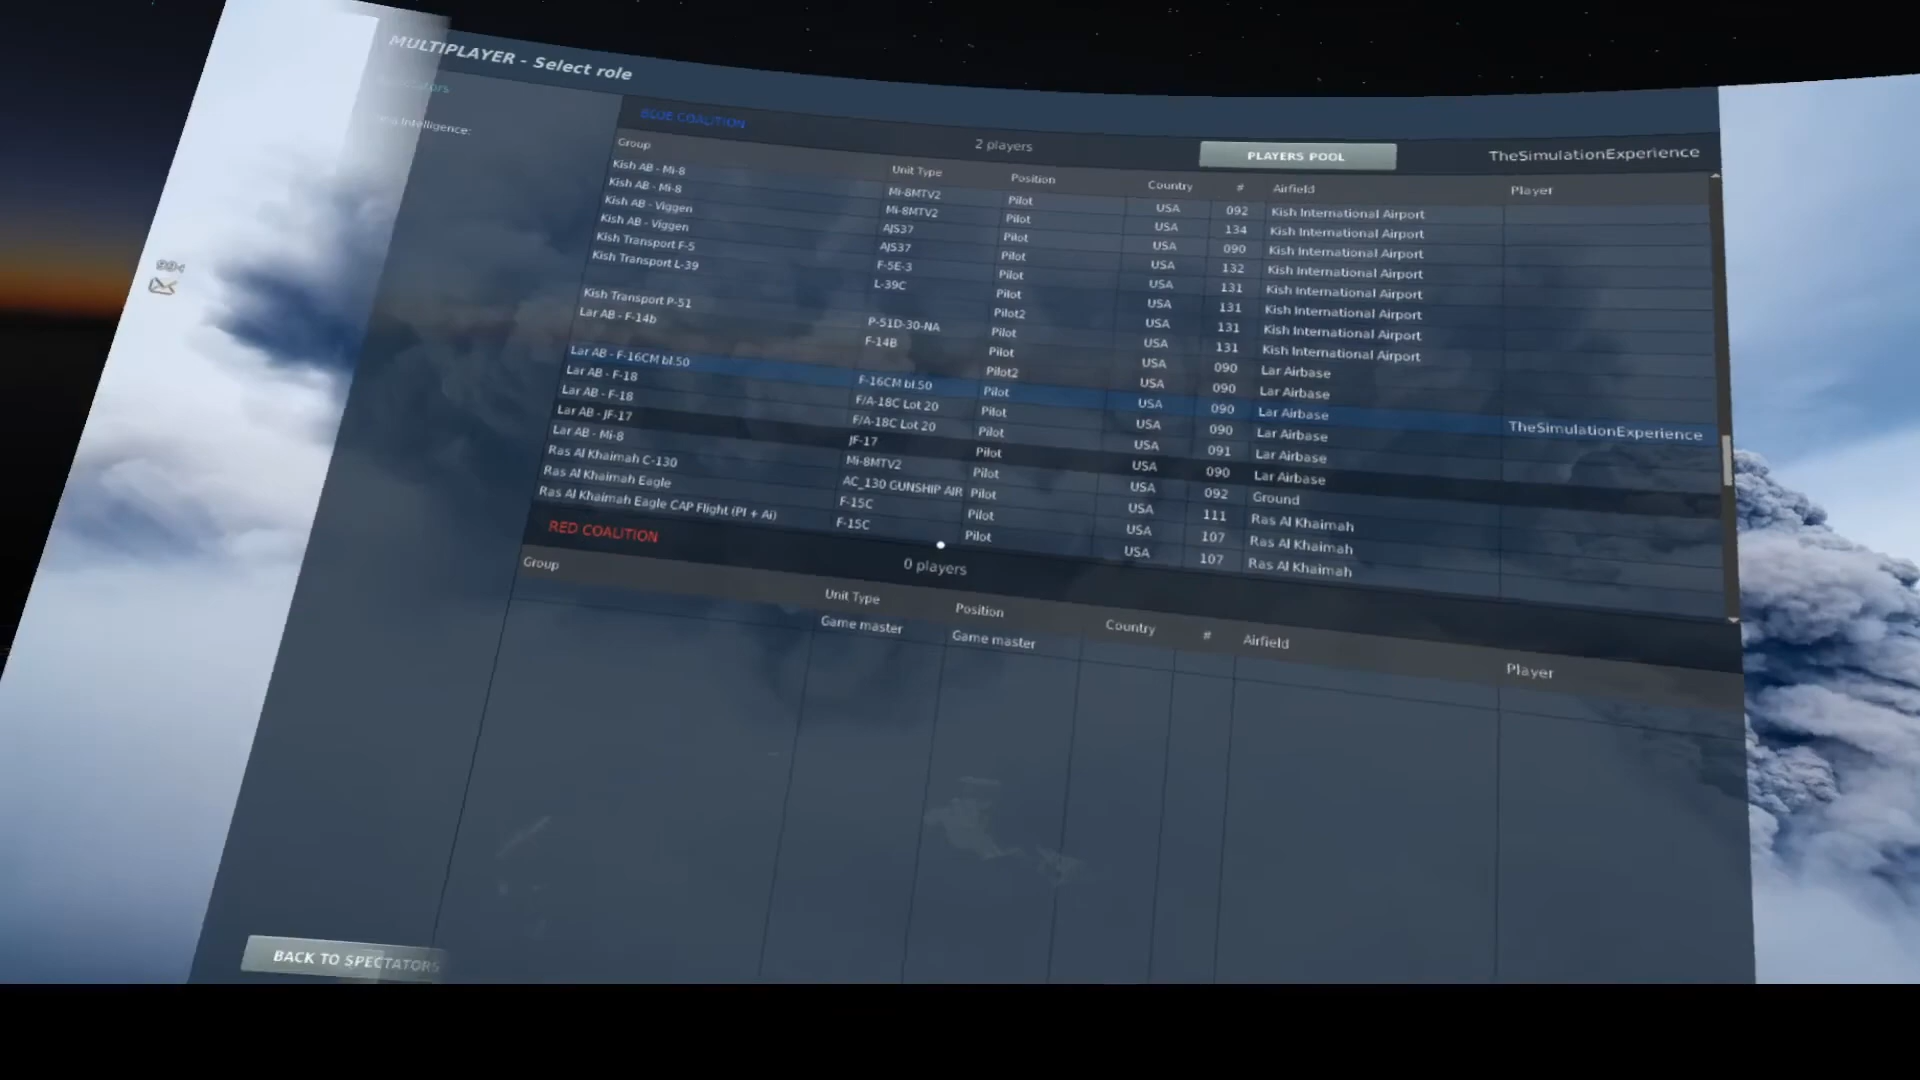 MULTIPLAYER - Select role
Intelligence:
99+
BLUE COALITION 2 players PLAYERS POOL TheSimulationExperience
Group Unit Type Position Country # Airfield Player
Kish AB - Mi-8 Mi-8MTV2 Pilot USA 092 Kish International Airport
Kish AB - Mi-8 Mi-8MTV2 Pilot USA 134 Kish International Airport
Kish AB - Viggen AJS37 Pilot USA 090 Kish International Airport
Kish AB - Viggen AJS37 Pilot USA 132 Kish International Airport
Kish Transport F-5 F-5E-3 Pilot USA 131 Kish International Airport
Kish Transport L-39 L-39C Pilot USA 131 Kish International Airport
Pilot2 USA 131 Kish International Airport
Kish Transport P-51 P-51D-30-NA Pilot USA 131 Kish International Airport
Lar AB - F-14b F-14B Pilot USA 090 Lar Airbase
Pilot2 USA 090 Lar Airbase
Lar AB - F-16CM bl.50 F-16CM bl.50 Pilot USA 090 Lar Airbase TheSimulationExperience
Lar AB - F-18 F/A-18C Lot 20 Pilot USA 090 Lar Airbase
Lar AB - F-18 F/A-18C Lot 20 Pilot USA 091 Lar Airbase
Lar AB - JF-17 JF-17 Pilot USA 090 Lar Airbase
Lar AB - Mi-8 Mi-8MTV2 Pilot USA 092 Ground
Ras Al Khaimah C-130 AC_130 GUNSHIP AIR Pilot USA 111 Ras Al Khaimah
Ras Al Khaimah Eagle F-15C Pilot USA 107 Ras Al Khaimah
Ras Al Khaimah Eagle CAP Flight (Pl + Ai) F-15C Pilot USA 107 Ras Al Khaimah
RED COALITION 0 players
Group Unit Type Position Country # Airfield Player
Game master Game master
BACK TO SPECTATORS